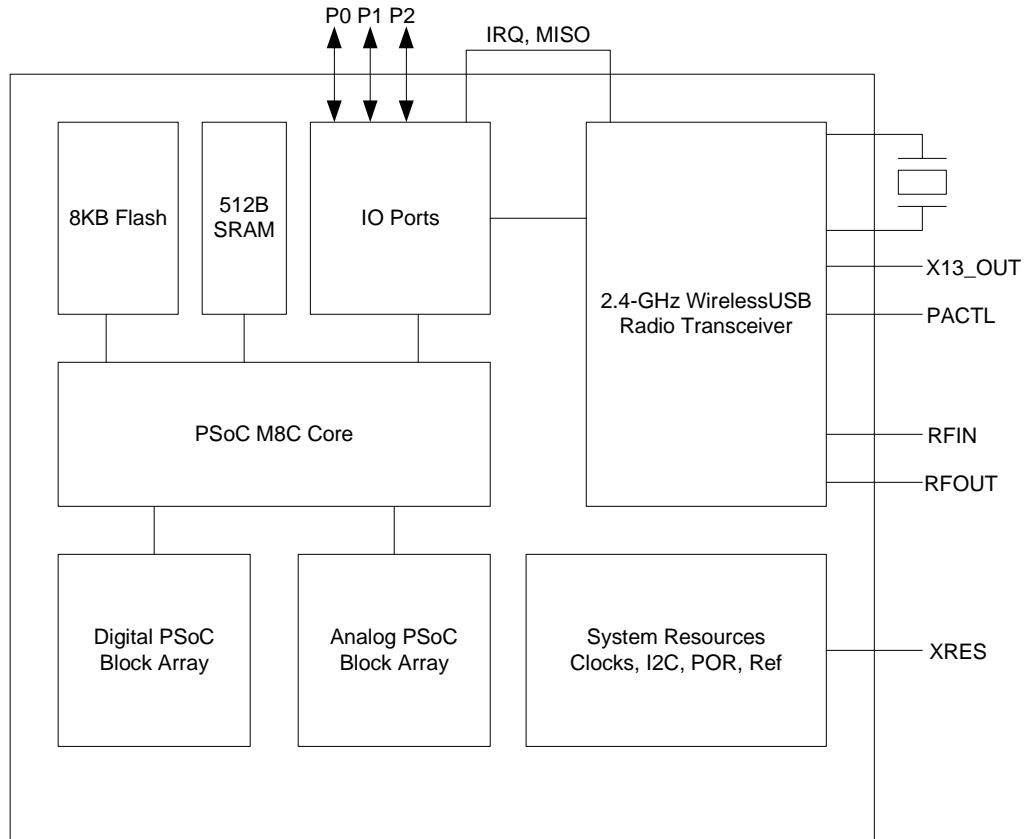 P0 P1 P2
IRQ, MISO
8KB Flash
512B
SRAM
IO Ports
2.4-GHz WirelessUSB
Radio Transceiver
X13_OUT
PACTL
RFIN
RFOUT
PSoC M8C Core
Digital PSoC
Block Array
Analog PSoC
Block Array
System Resources
Clocks, I2C, POR, Ref
XRES